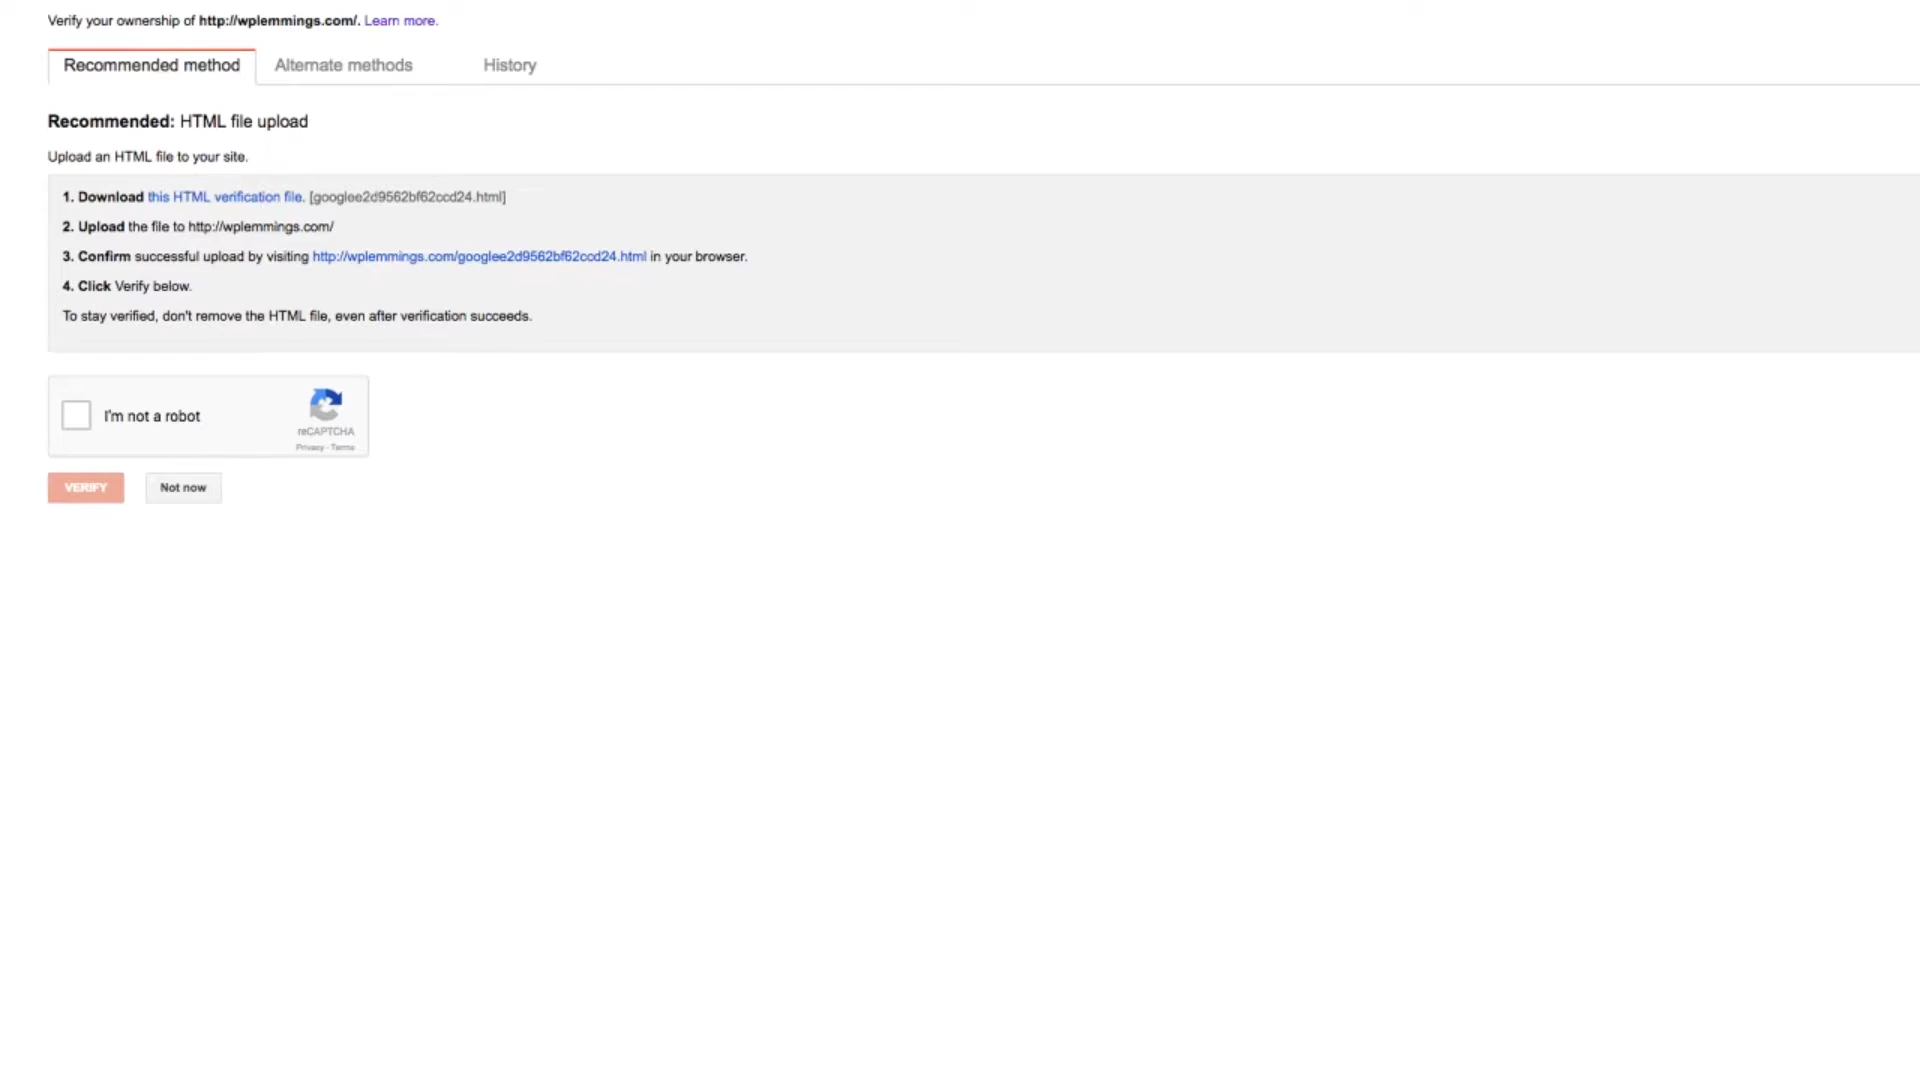 Verify your ownership of http://wplemmings.com/. Learn more.
Recommended method Alternate methods History
Recommended: HTML file upload
Upload an HTML file to your site.
1. Download this HTML verification file. [googlee2d9562bf62ccd24.html]
2. Upload the file to http://wplemmings.com/
3. Confirm successful upload by visiting http://wplemmings.com/googlee2d9562bf62ccd24.html in your browser.
4. Click Verify below.
To stay verified, don't remove the HTML file, even after verification succeeds.
I'm not a robot
reCAPTCHA
Privacy - Terms
VERIFY Not now